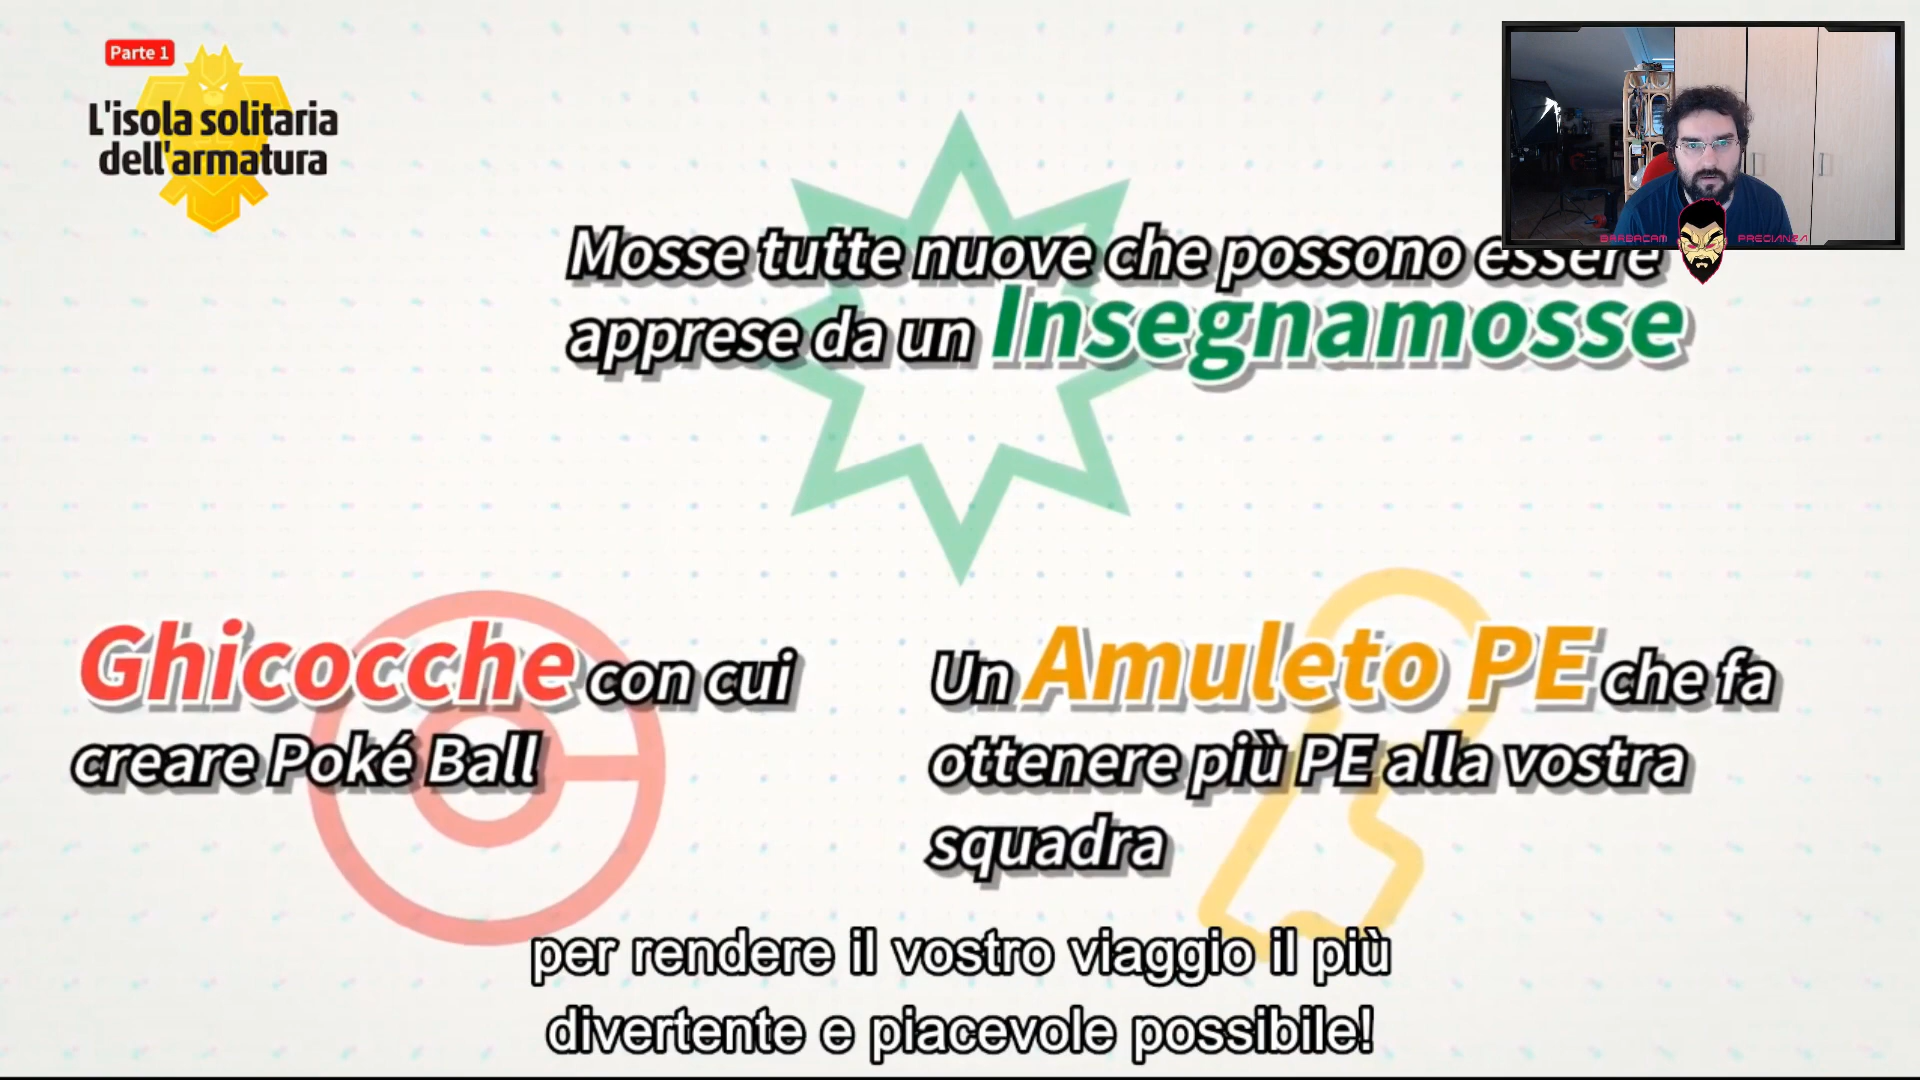 Parte 1
L'isola solitaria
dell'armatura
Mosse tutte nuove che possono essere
apprese da un Insegnamosse
BARBACAM PRECIANZA
Ghicocche con cui
creare Poké Ball
Un Amuleto PE che fa
ottenere più PE alla vostra
squadra
per rendere il vostro viaggio il più
divertente e piacevole possibile!